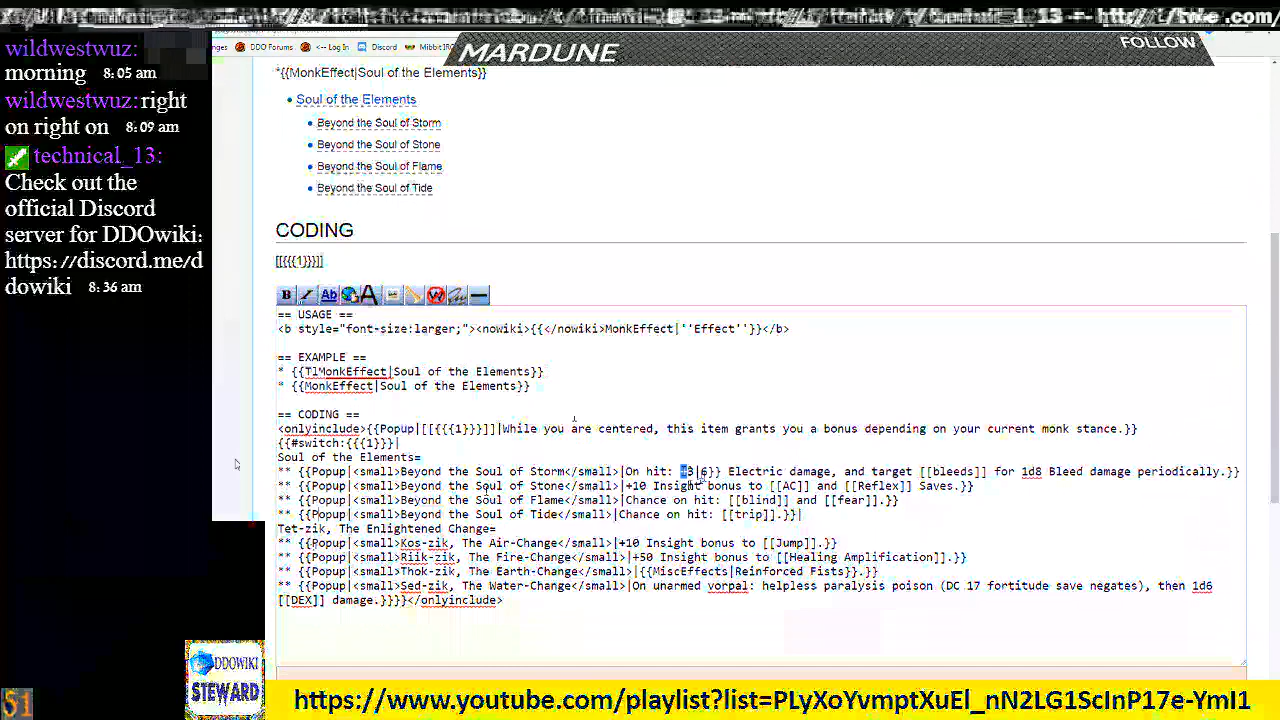 wildwestwuz:
morning 8:05 am
wildwestwuz: right
on right on 8:09 am
technical_13:
Check out the
official Discord
server for DDOwiki:
https://discord.me/d
dowiki 8:36 am
DDO Forums <-- Log In Discord Mibbit
MARDUNE
FOLLOW
*{{MonkEffect|Soul of the Elements}}
Soul of the Elements
Beyond the Soul of Storm
Beyond the Soul of Stone
Beyond the Soul of Flame
Beyond the Soul of Tide
CODING
[[{{{1}}}]]
== USAGE ==
<b style="font-size:larger;"><nowiki>{{</nowiki>MonkEffect|''Effect''}}</b>
== EXAMPLE ==
* {{TlMonkEffect|Soul of the Elements}}
* {{MonkEffect|Soul of the Elements}}
== CODING ==
<onlyinclude>{{Popup|[[{{{1}}}]]|While you are centered, this item grants you a bonus depending on your current monk stance.}}
{{#switch:{{{1}}}|
Soul of the Elements=
** {{Popup|<small>Beyond the Soul of Storm</small>|On hit: 3|6}} Electric damage, and target [[bleeds]] for 1d8 Bleed damage periodically.}}
** {{Popup|<small>Beyond the Soul of Stone</small>|+10 Insight bonus to [[AC]] and [[Reflex]] Saves.}}
** {{Popup|<small>Beyond the Soul of Flame</small>|Chance on hit: [[blind]] and [[fear]].}}
** {{Popup|<small>Beyond the Soul of Tide</small>|Chance on hit: [[trip]].}}|
Tet-zik, The Enlightened Change=
** {{Popup|<small>Kos-zik, The Air-Change</small>|+10 Insight bonus to [[Jump]].}}
** {{Popup|<small>Riik-zik, The Fire-Change</small>|+50 Insight bonus to [[Healing Amplification]].}}
** {{Popup|<small>Thok-zik, The Earth-Change</small>|{{MiscEffects|Reinforced Fists}}.}}
** {{Popup|<small>Sed-zik, The Water-Change</small>|On unarmed vorpal: helpless paralysis poison (DC 17 fortitude save negates), then 1d6
[[DEX]] damage.}}}}</onlyinclude>
DDOWIKI
STEWARD
51
https://www.youtube.com/playlist?list=PLyXoYvmptXuEl_nN2LG1ScInP17e-YmI1